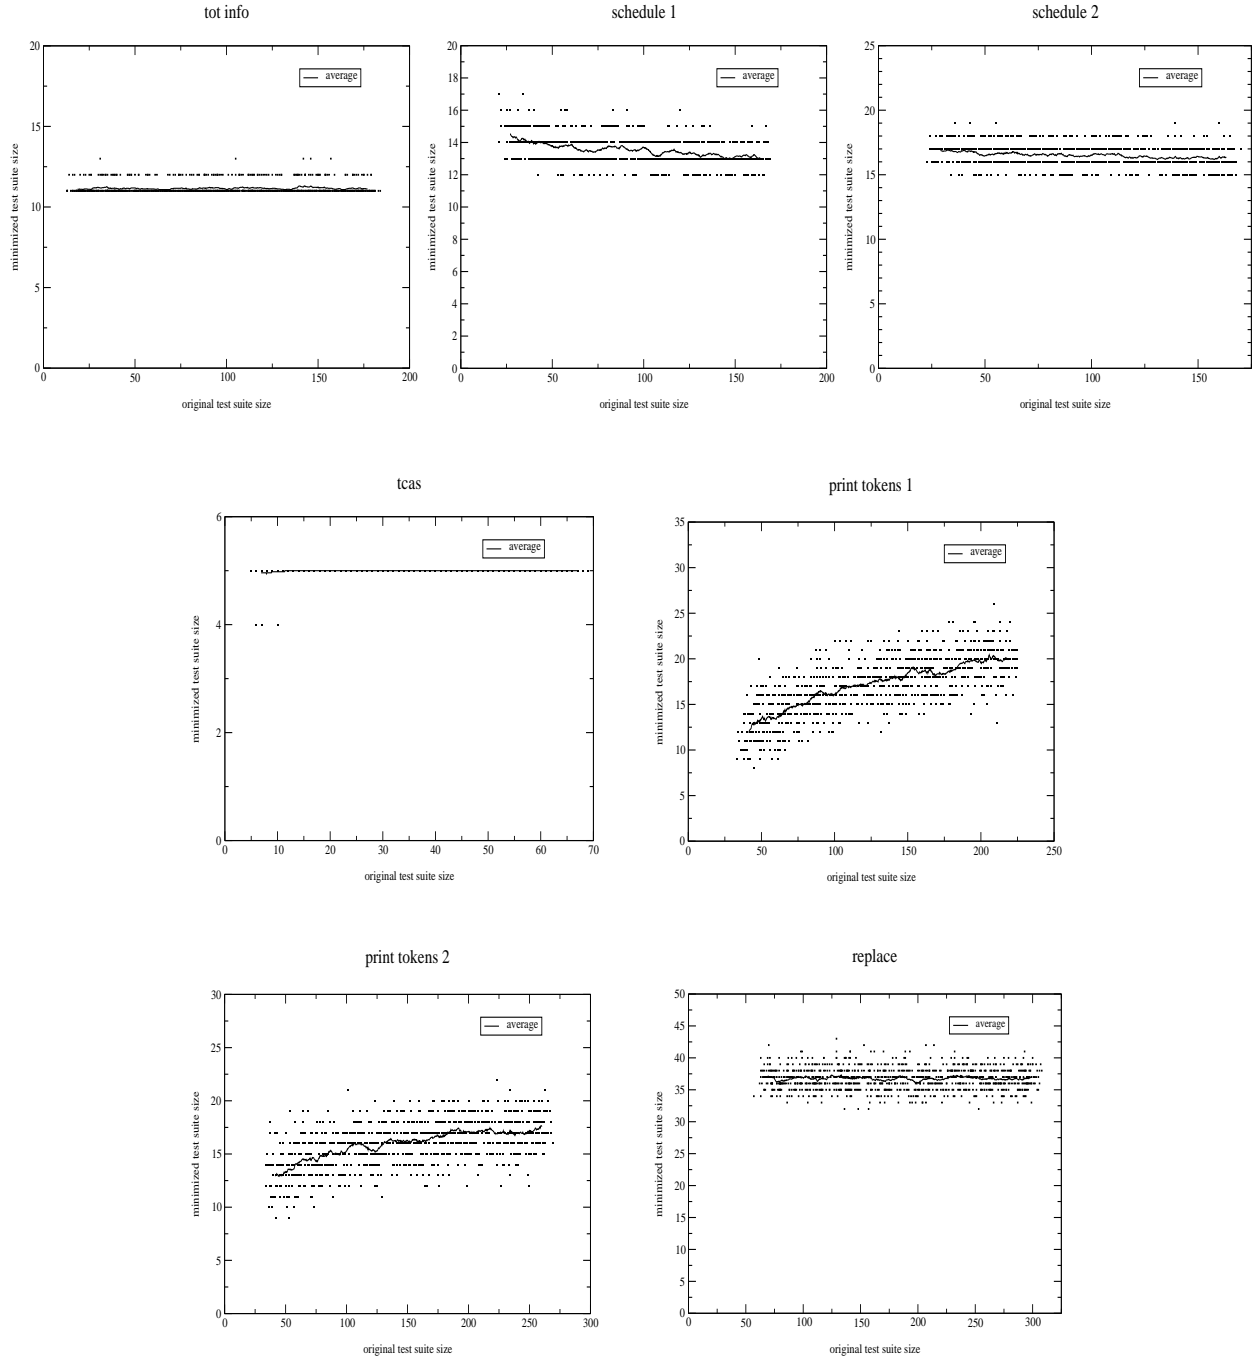 tot info
schedule 1
schedule 2
20
15
10
5
0
minimized test suite size
average
0 50 100 150 200
original test suite size
20
18
16
14
12
10
8
6
4
2
0
minimized test suite size
average
0 50 100 150 200
original test suite size
25
20
15
10
5
0
minimized test suite size
average
0 50 100 150
original test suite size
tcas
6
4
2
0
minimized test suite size
average
0 10 20 30 40 50 60 70
original test suite size
print tokens 1
35
30
25
20
15
10
5
0
minimized test suite size
average
0 50 100 150 200 250
original test suite size
print tokens 2
30
25
20
15
10
5
0
minimized test suite size
average
0 50 100 150 200 250 300
original test suite size
replace
50
45
40
35
30
25
20
15
10
5
0
minimized test suite size
average
0 50 100 150 200 250 300
original test suite size